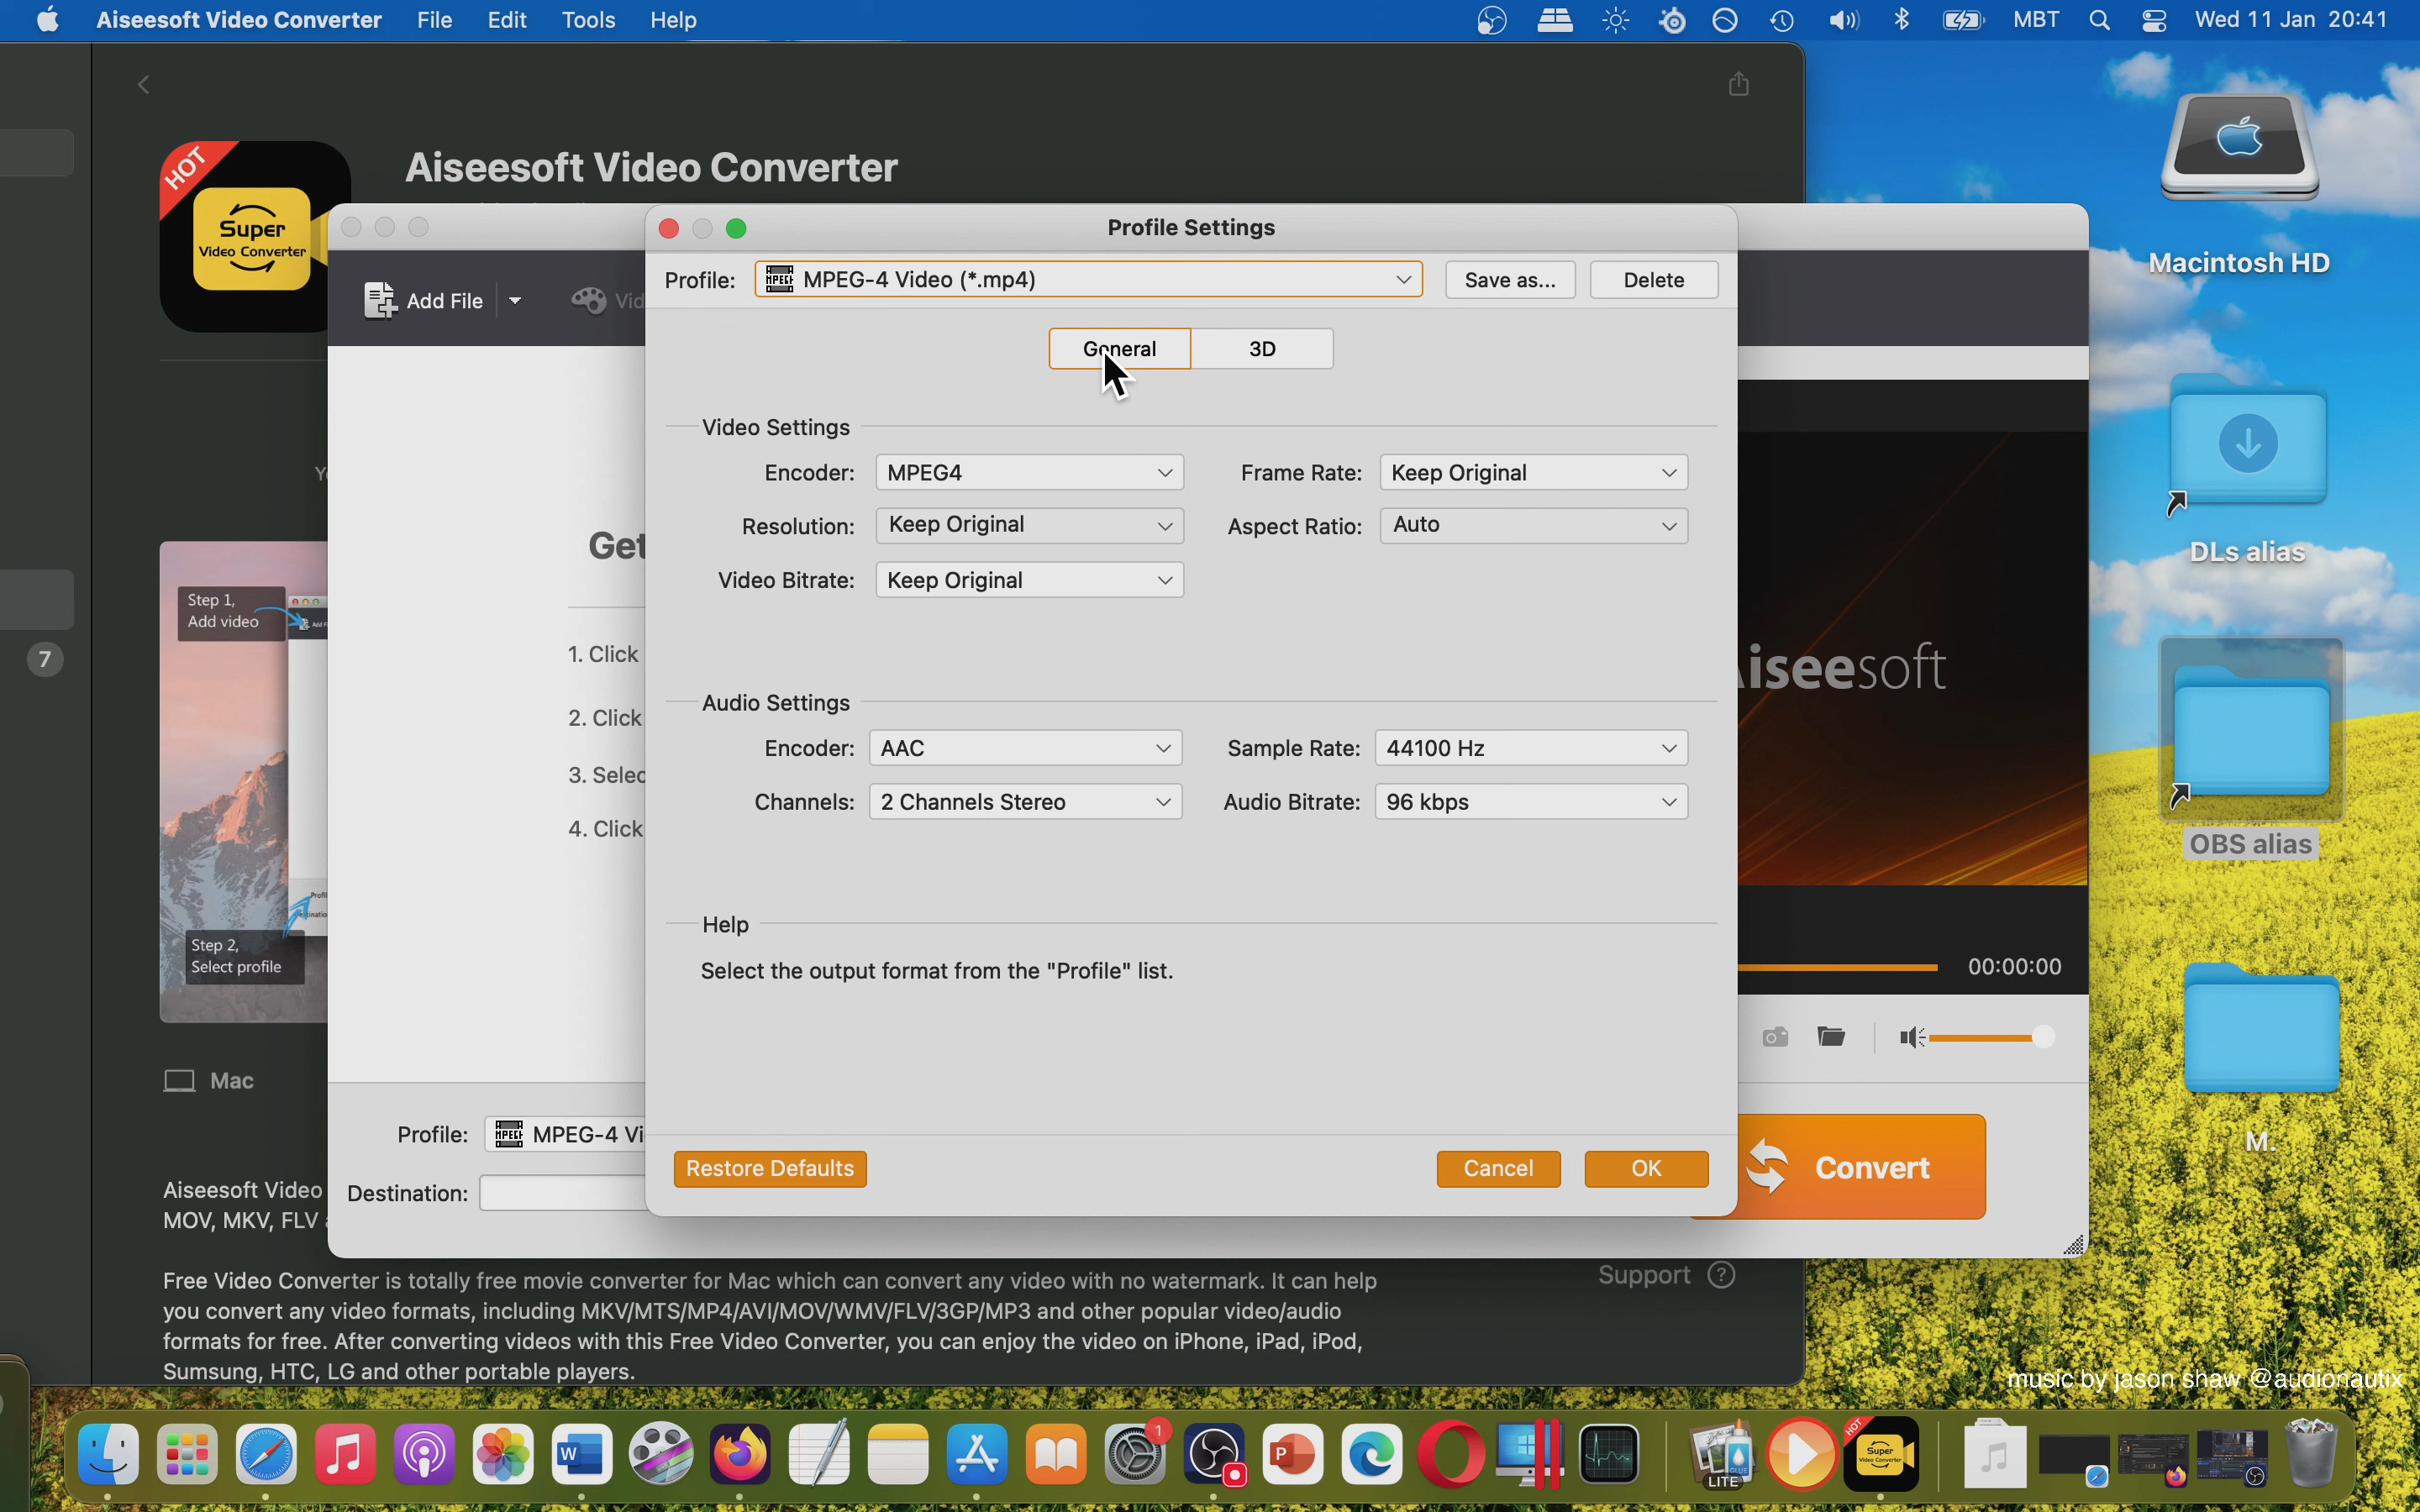 Aiseesoft Video Converter File Edit Tools Help
MBT Wed 11 Jan 20:41
Aiseesoft Video Converter
HOT
Super
Video Converter
Profile Settings
Profile: MPEG-4 Video (*.mp4) Save as... Delete
Add File
General 3D
Video Settings
Encoder: MPEG4 Frame Rate: Keep Original
Resolution: Keep Original Aspect Ratio: Auto
Video Bitrate: Keep Original
Audio Settings
Encoder: AAC Sample Rate: 44100 Hz
Channels: 2 Channels Stereo Audio Bitrate: 96 kbps
Help
Select the output format from the "Profile" list.
Restore Defaults Cancel OK
Get
1. Click
2. Click
3. Selec
4. Click
Profile: MPEG-4 Vi
Destination:
iseesoft
00:00:00
Convert
7
Step 1,
Add video
Step 2,
Select profile
Mac
Aiseesoft Video
MOV, MKV, FLV
Free Video Converter is totally free movie converter for Mac which can convert any video with no watermark. It can help
you convert any video formats, including MKV/MTS/MP4/AVI/MOV/WMV/FLV/3GP/MP3 and other popular video/audio
formats for free. After converting videos with this Free Video Converter, you can enjoy the video on iPhone, iPad, iPod,
Sumsung, HTC, LG and other portable players.
Support ?
Macintosh HD
DLs alias
OBS alias
M.
music by jason shaw @audionautix
W
1
P
LITE
HOT
Super
Video Converter